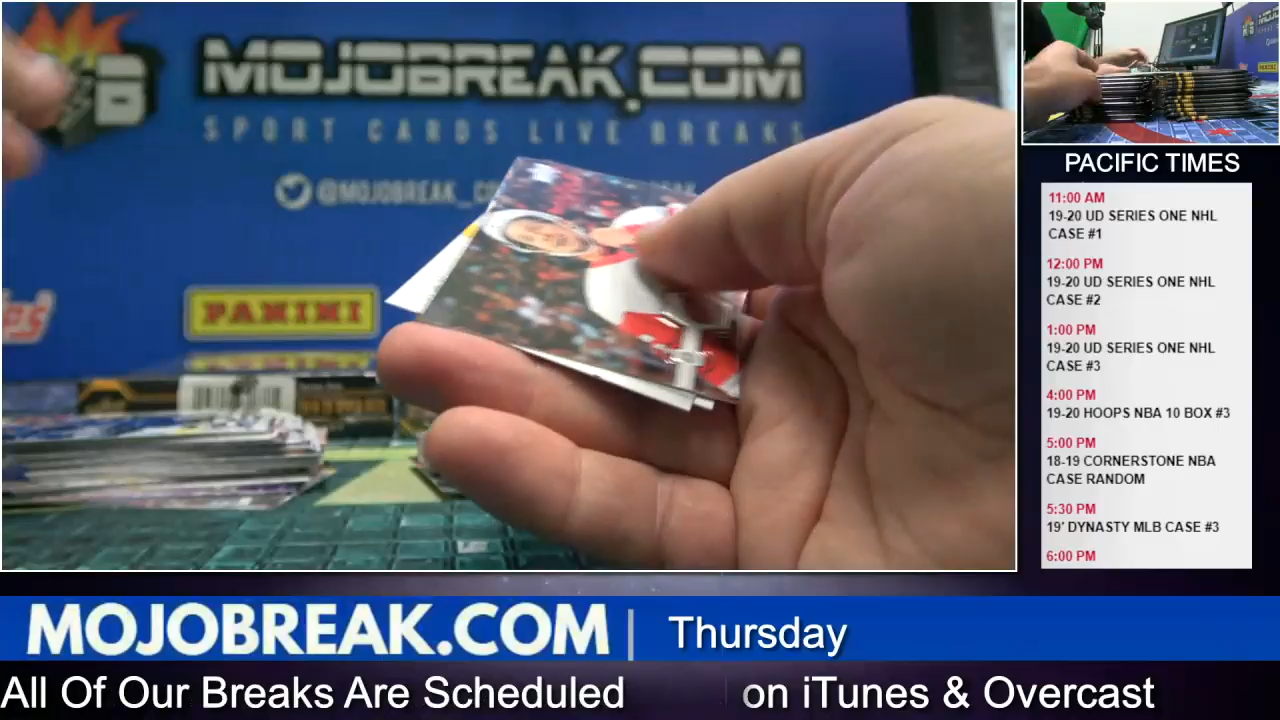 MOJOBREAK.COM
SPORT CARDS LIVE BREAKS
@MOJOBREAK_
PANINI
PACIFIC TIMES
11:00 AM
19-20 UD SERIES ONE NHL
CASE #1
12:00 PM
19-20 UD SERIES ONE NHL
CASE #2
1:00 PM
19-20 UD SERIES ONE NHL
CASE #3
4:00 PM
19-20 HOOPS NBA 10 BOX #3
5:00 PM
18-19 CORNERSTONE NBA
CASE RANDOM
5:30 PM
19' DYNASTY MLB CASE #3
6:00 PM
MOJOBREAK.COM | Thursday
All Of Our Breaks Are Scheduled
on iTunes & Overcast